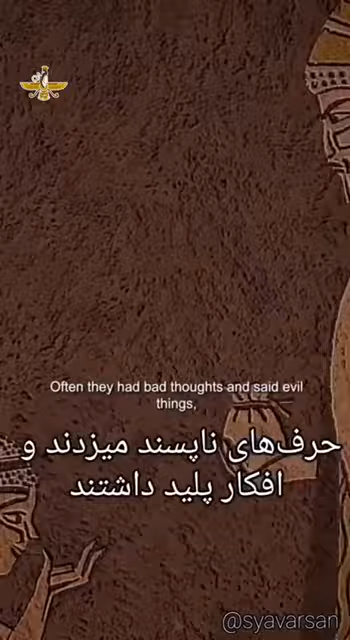 Often they had bad thoughts and said evil
things,
حرف‌های ناپسند میزدند و
افکار پلید داشتند
@syavarsan